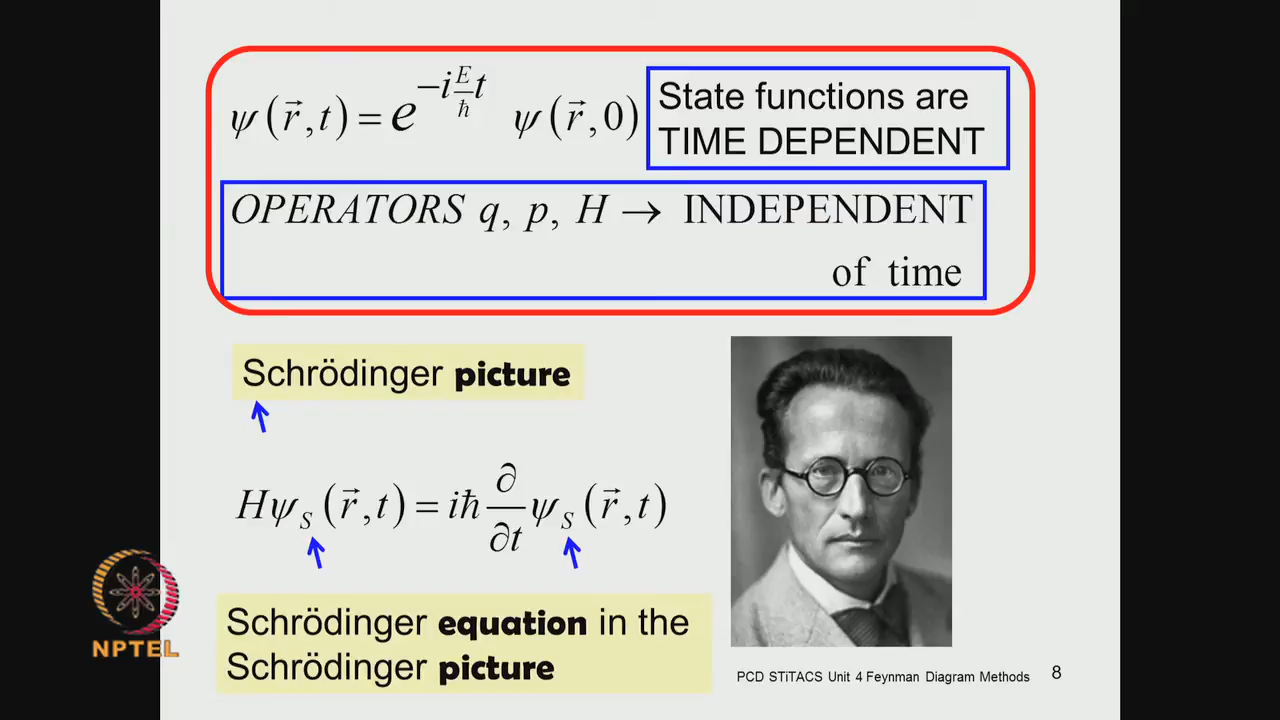 ψ(r⃗,t) = e^{-i\frac{E}{ħ}t} ψ(r⃗,0)
State functions are
TIME DEPENDENT
OPERATORS q, p, H → INDEPENDENT
of time
Schrödinger picture
Hψ_S(r⃗,t) = iħ ∂/∂t ψ_S(r⃗,t)
Schrödinger equation in the
Schrödinger picture
NPTEL
PCD STiTACS Unit 4 Feynman Diagram Methods 8